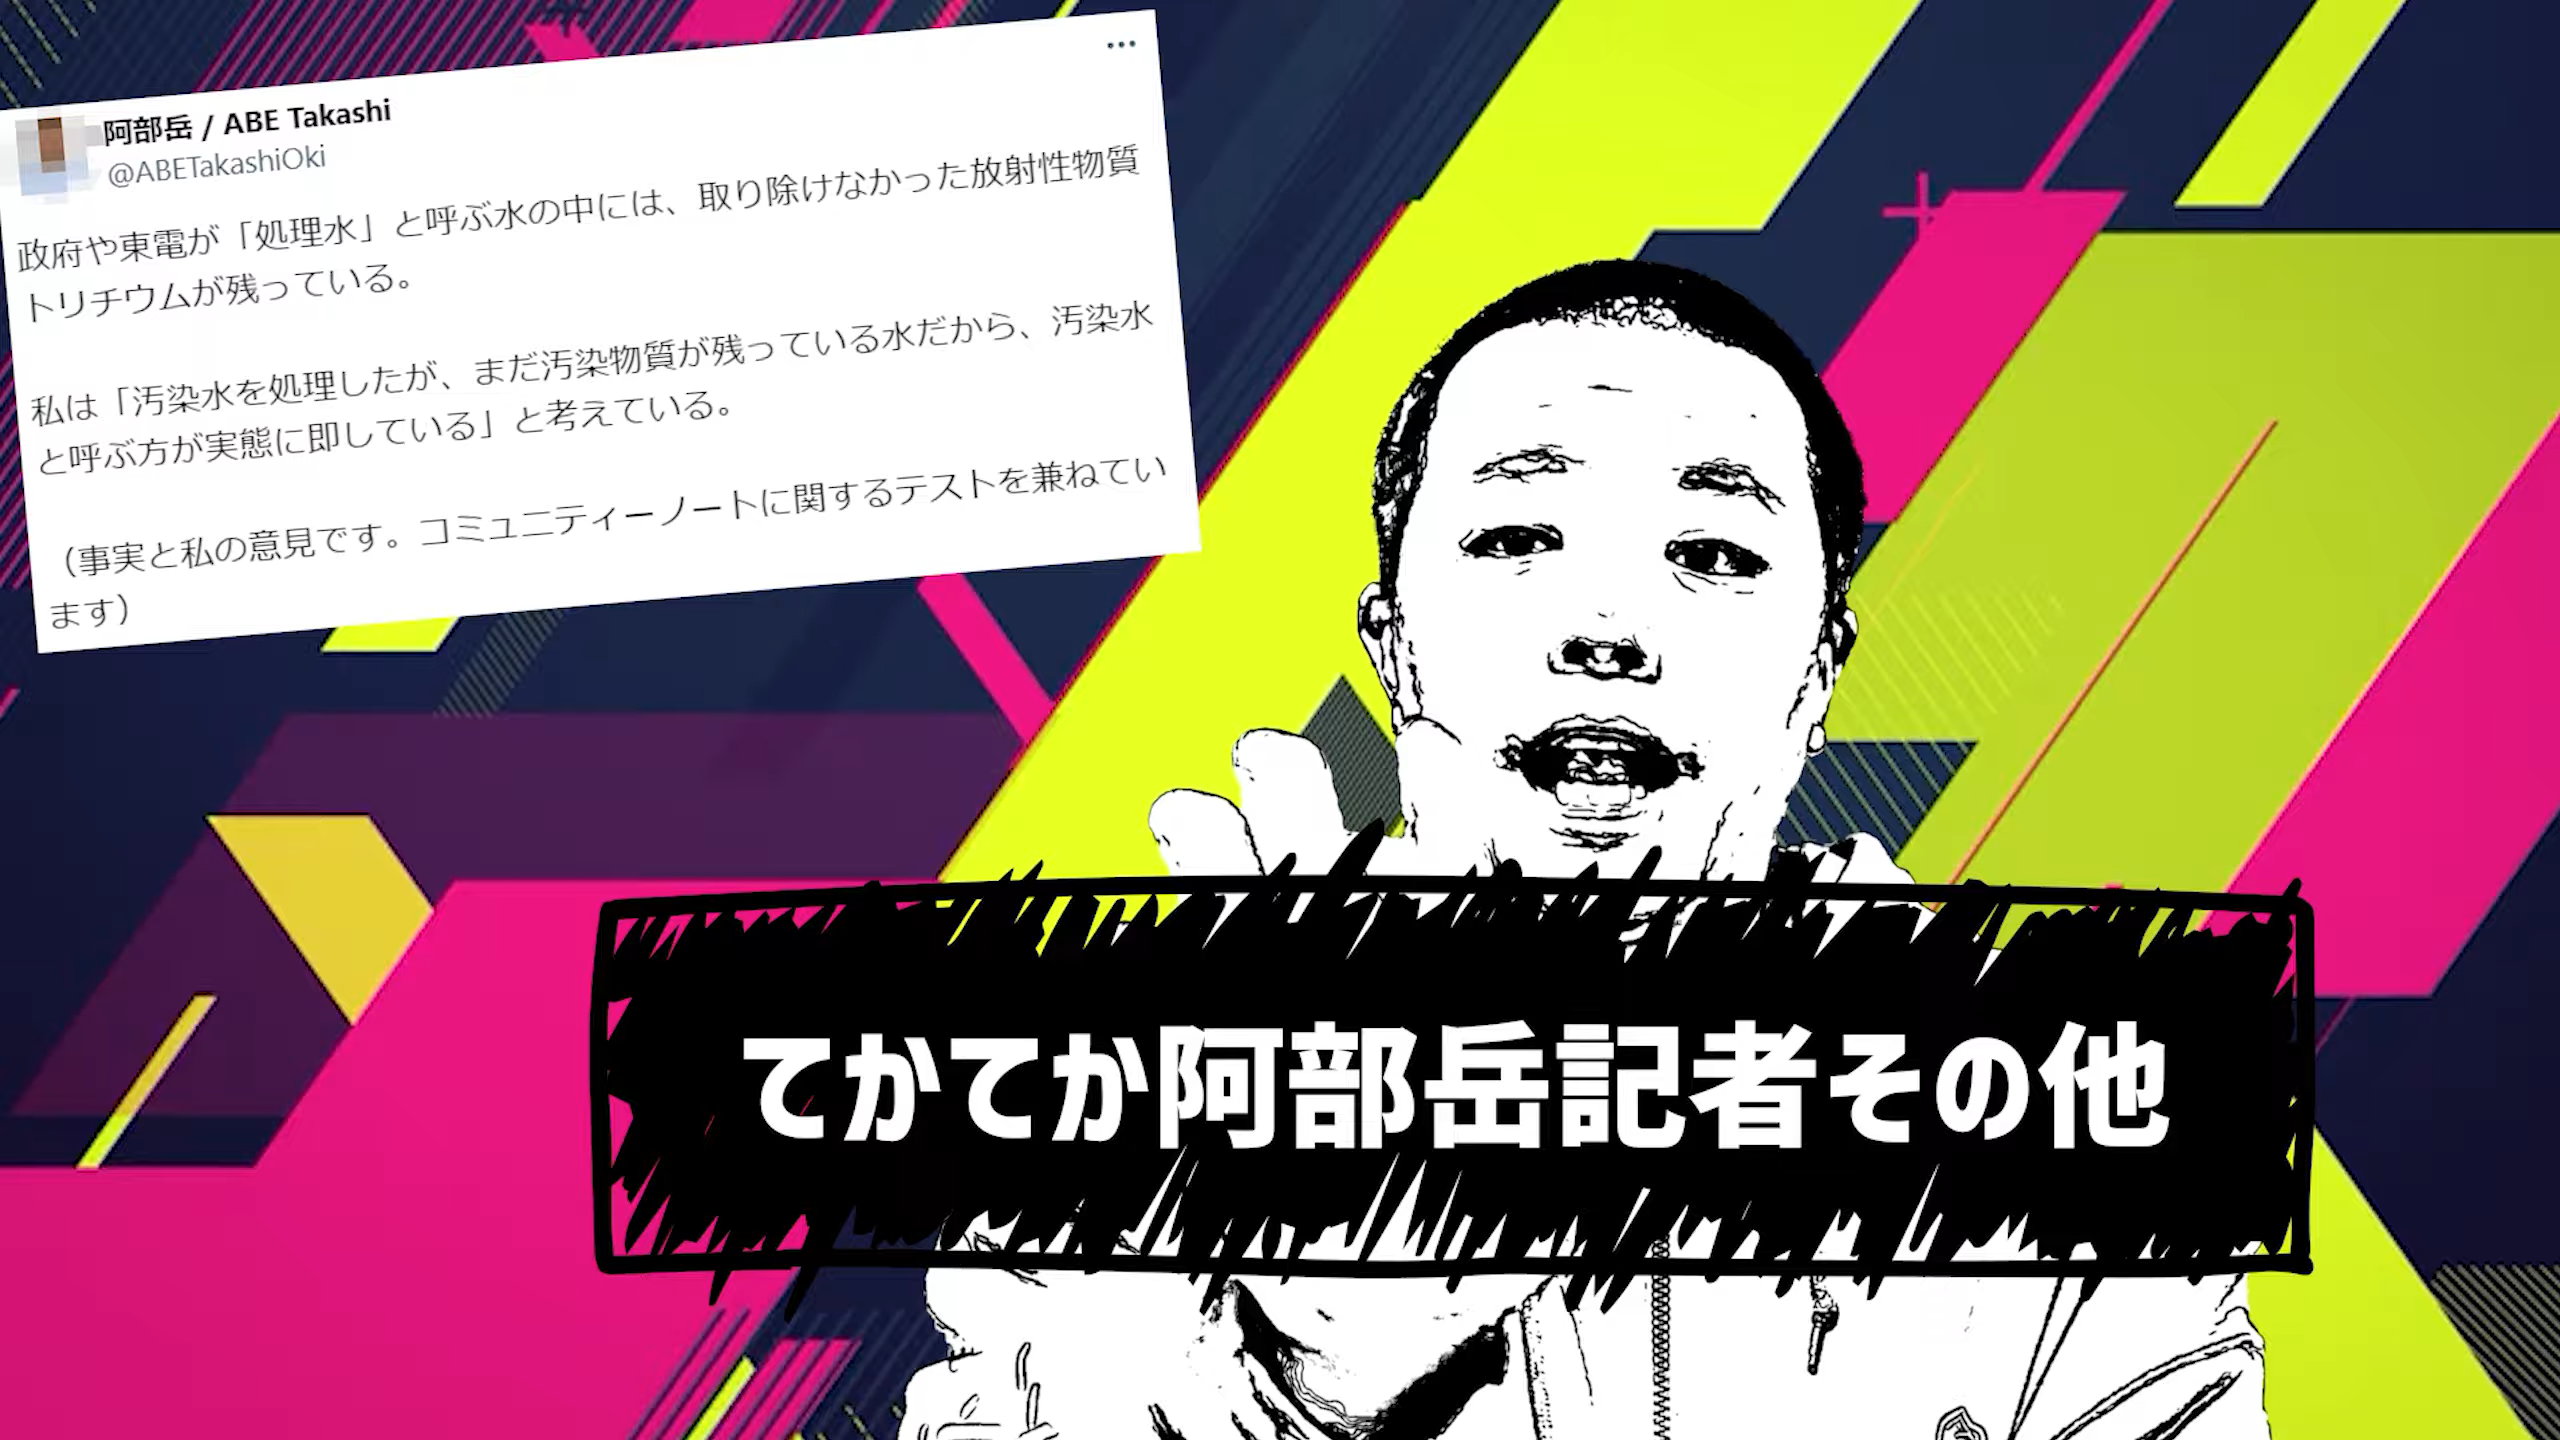 阿部岳 / ABE Takashi
@ABETakashiOki
政府や東電が「処理水」と呼ぶ水の中には、取り除けなかった放射性物質
トリチウムが残っている。
私は「汚染水を処理したが、まだ汚染物質が残っている水だから、汚染水
と呼ぶ方が実態に即している」と考えている。
（事実と私の意見です。コミュニティーノートに関するテストを兼ねてい
ます）
てかてか阿部岳記者その他